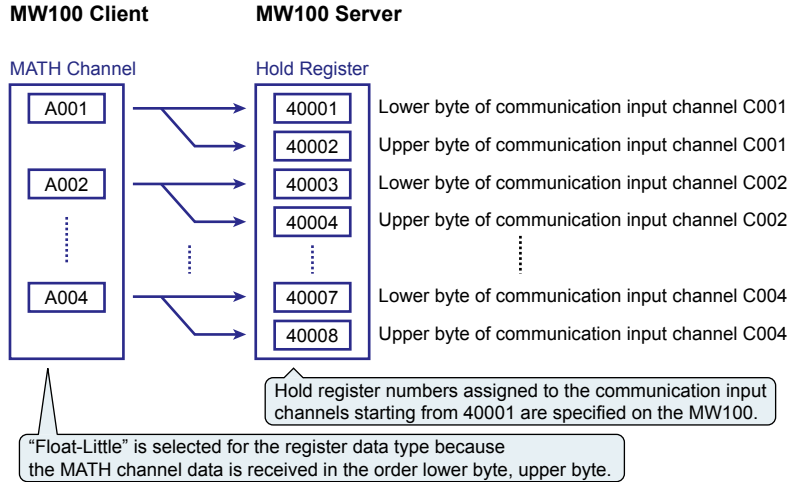 MW100 Client MW100 Server
MATH Channel Hold Register
A001 40001 Lower byte of communication input channel C001
40002 Upper byte of communication input channel C001
A002 40003 Lower byte of communication input channel C002
40004 Upper byte of communication input channel C002
A004 40007 Lower byte of communication input channel C004
40008 Upper byte of communication input channel C004
Hold register numbers assigned to the communication input
channels starting from 40001 are specified on the MW100.
“Float-Little” is selected for the register data type because
the MATH channel data is received in the order lower byte, upper byte.